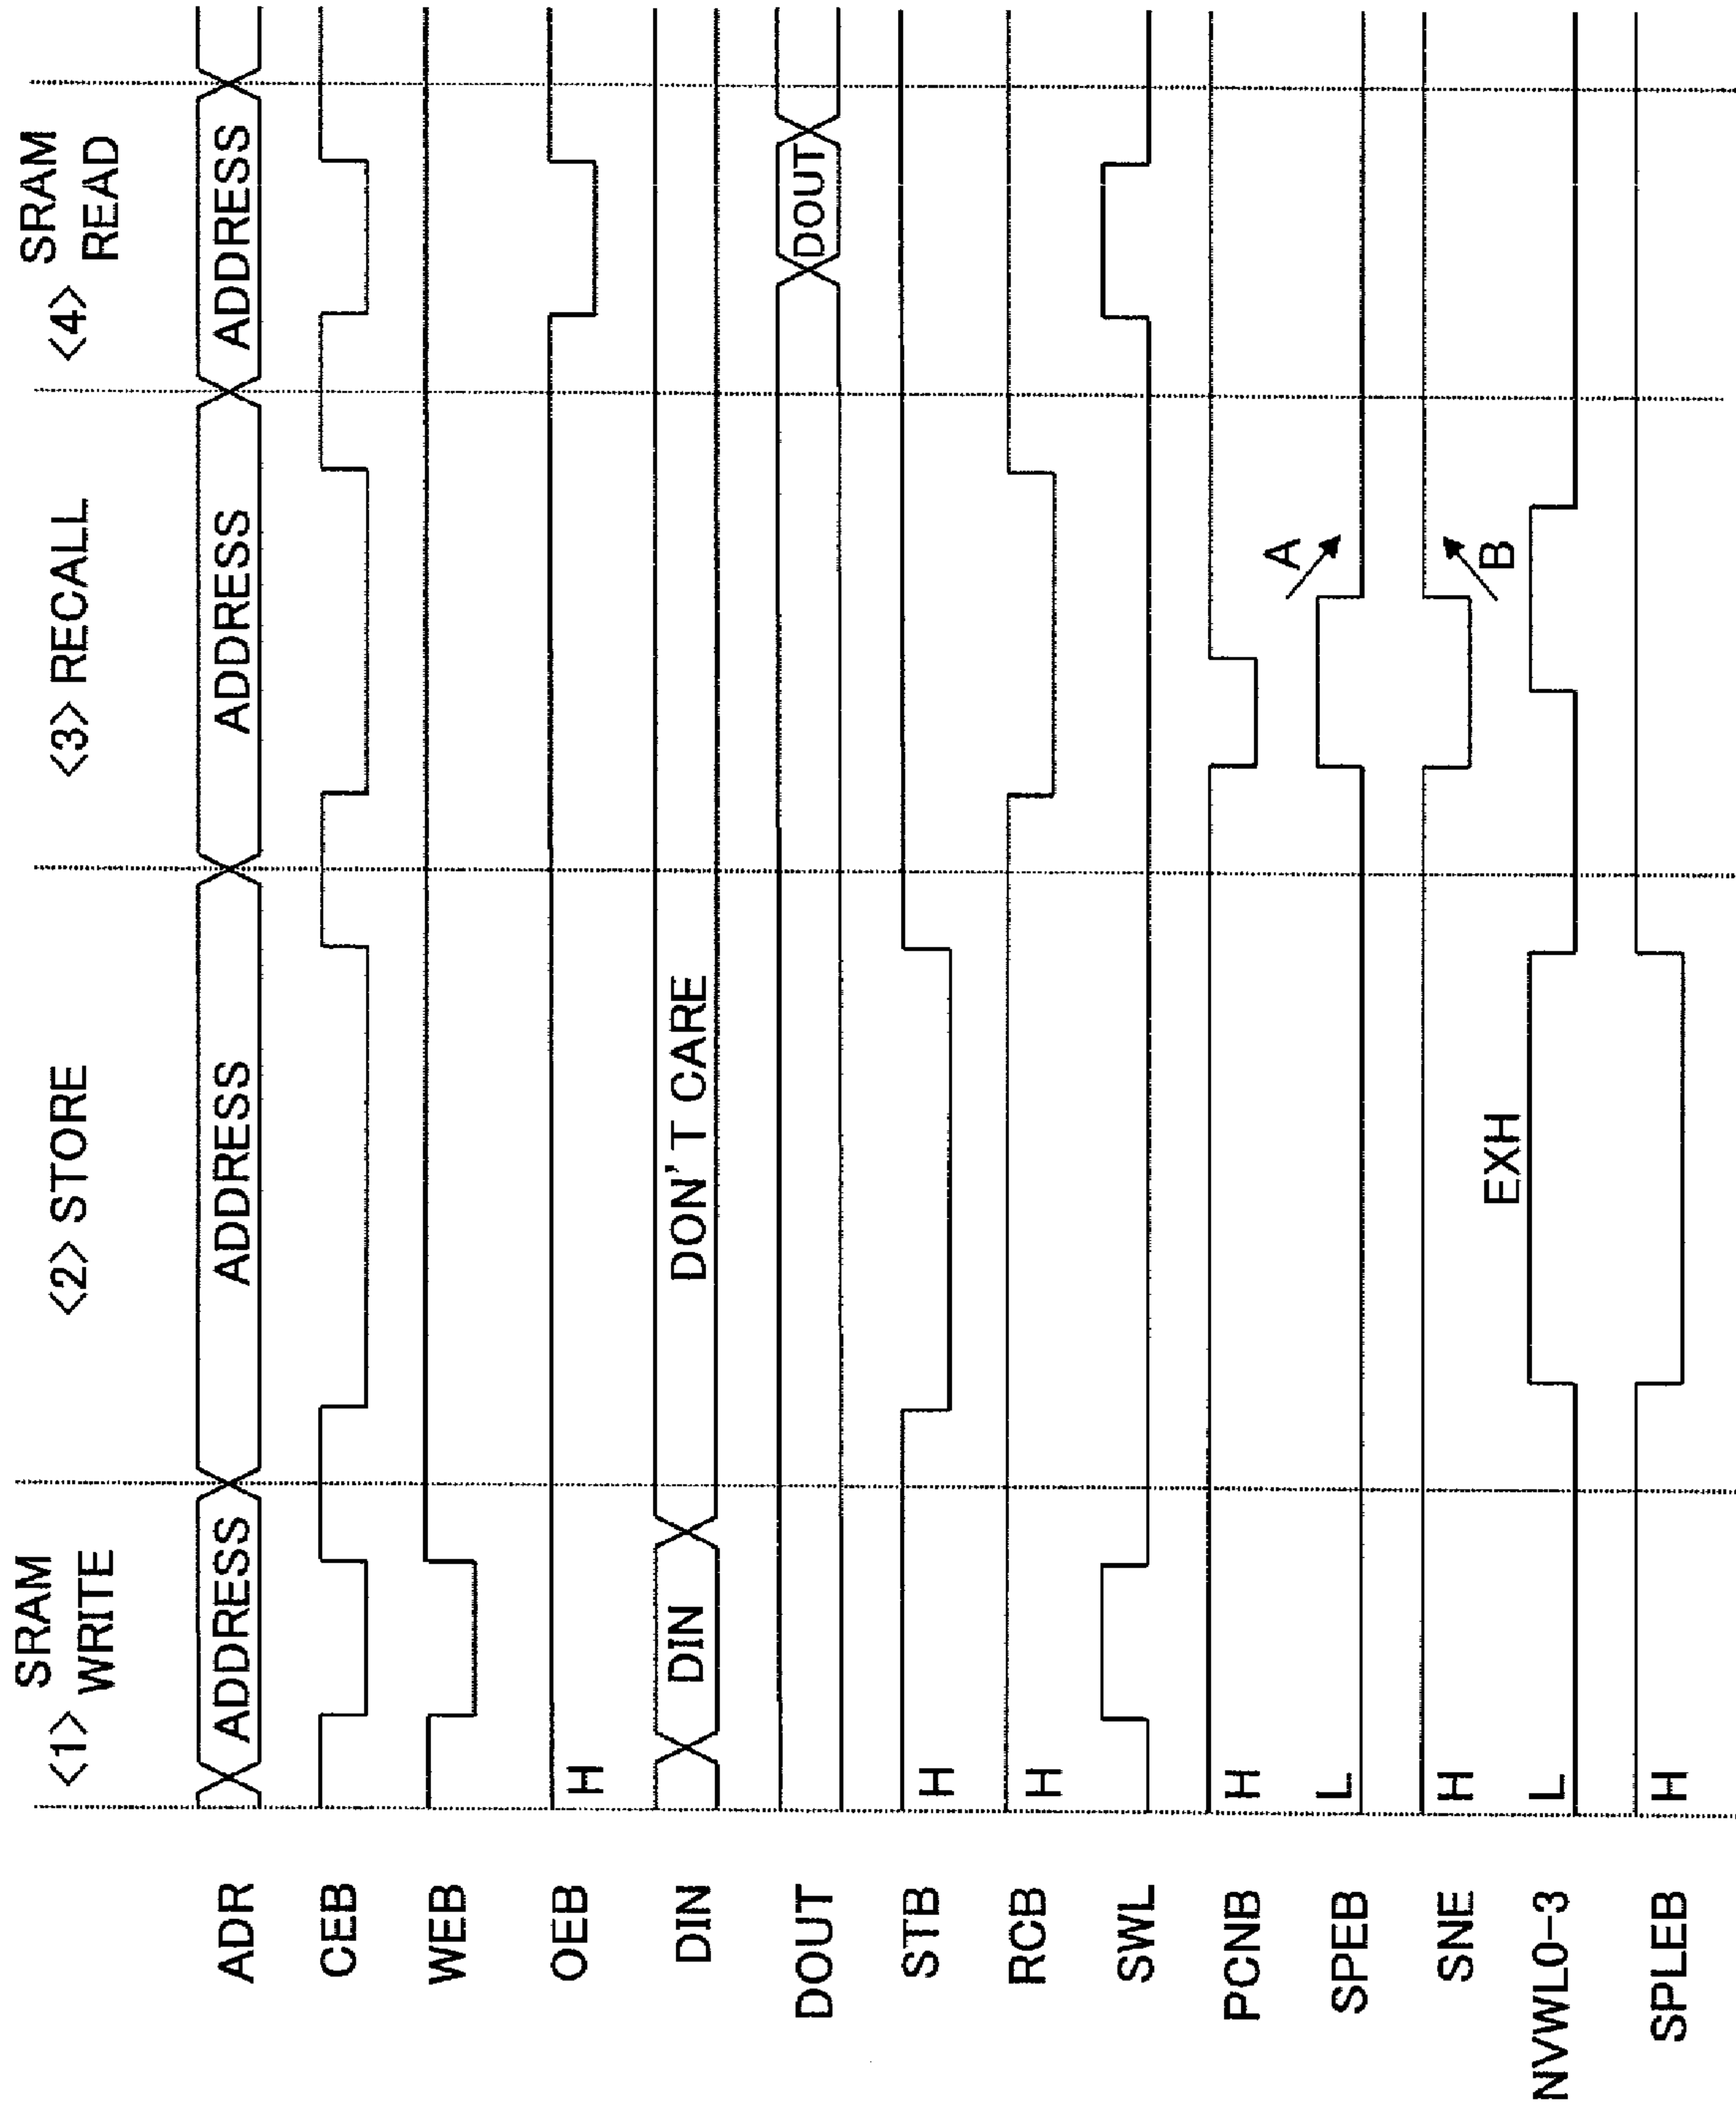 <1> SRAM WRITE
<2> STORE
<3> RECALL
<4> SRAM READ
ADR ADDRESS ADDRESS ADDRESS ADDRESS
CEB
WEB
OEB H
DIN DIN DON'T CARE
DOUT DOUT
STB H
RCB H
SWL
PCNB H
SPEB L A
SNE H B
NVWL0-3 L EXH
SPLEB H